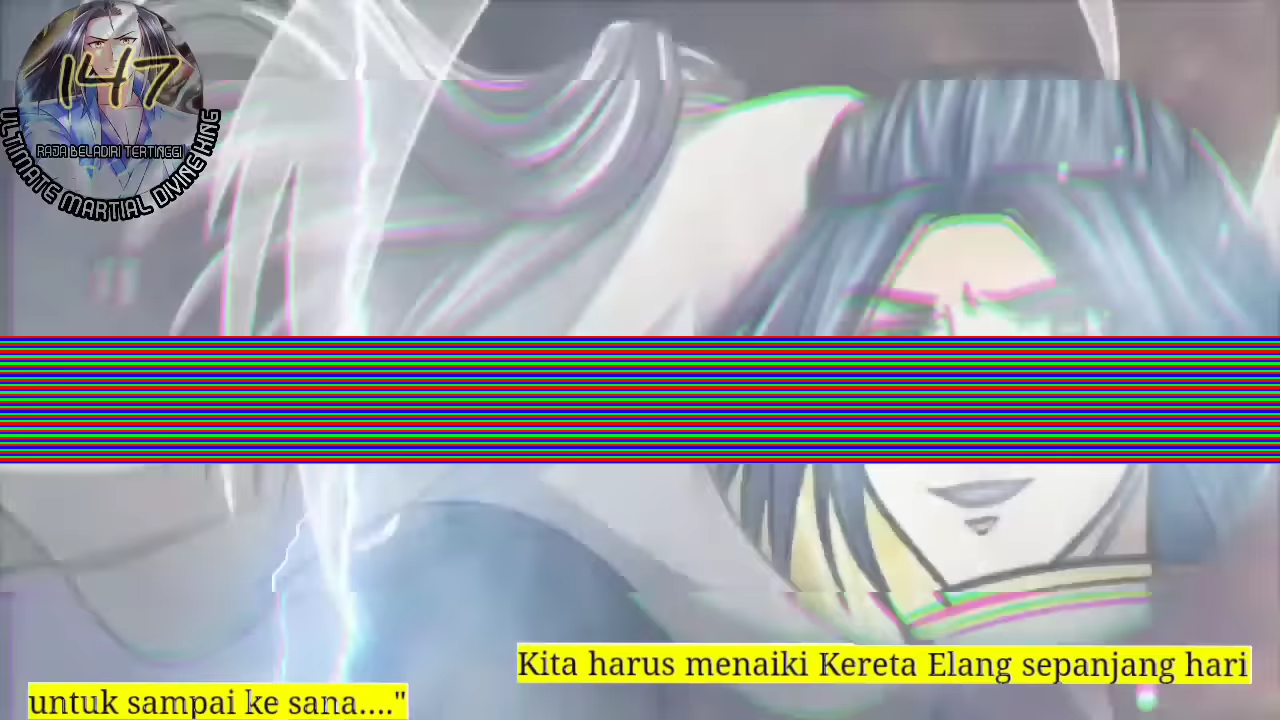 147
RAJA BELADIRI TERTINGGI
ULTIMATE MARTIAL DIVINE KING
Kita harus menaiki Kereta Elang sepanjang hari
untuk sampai ke sana...."